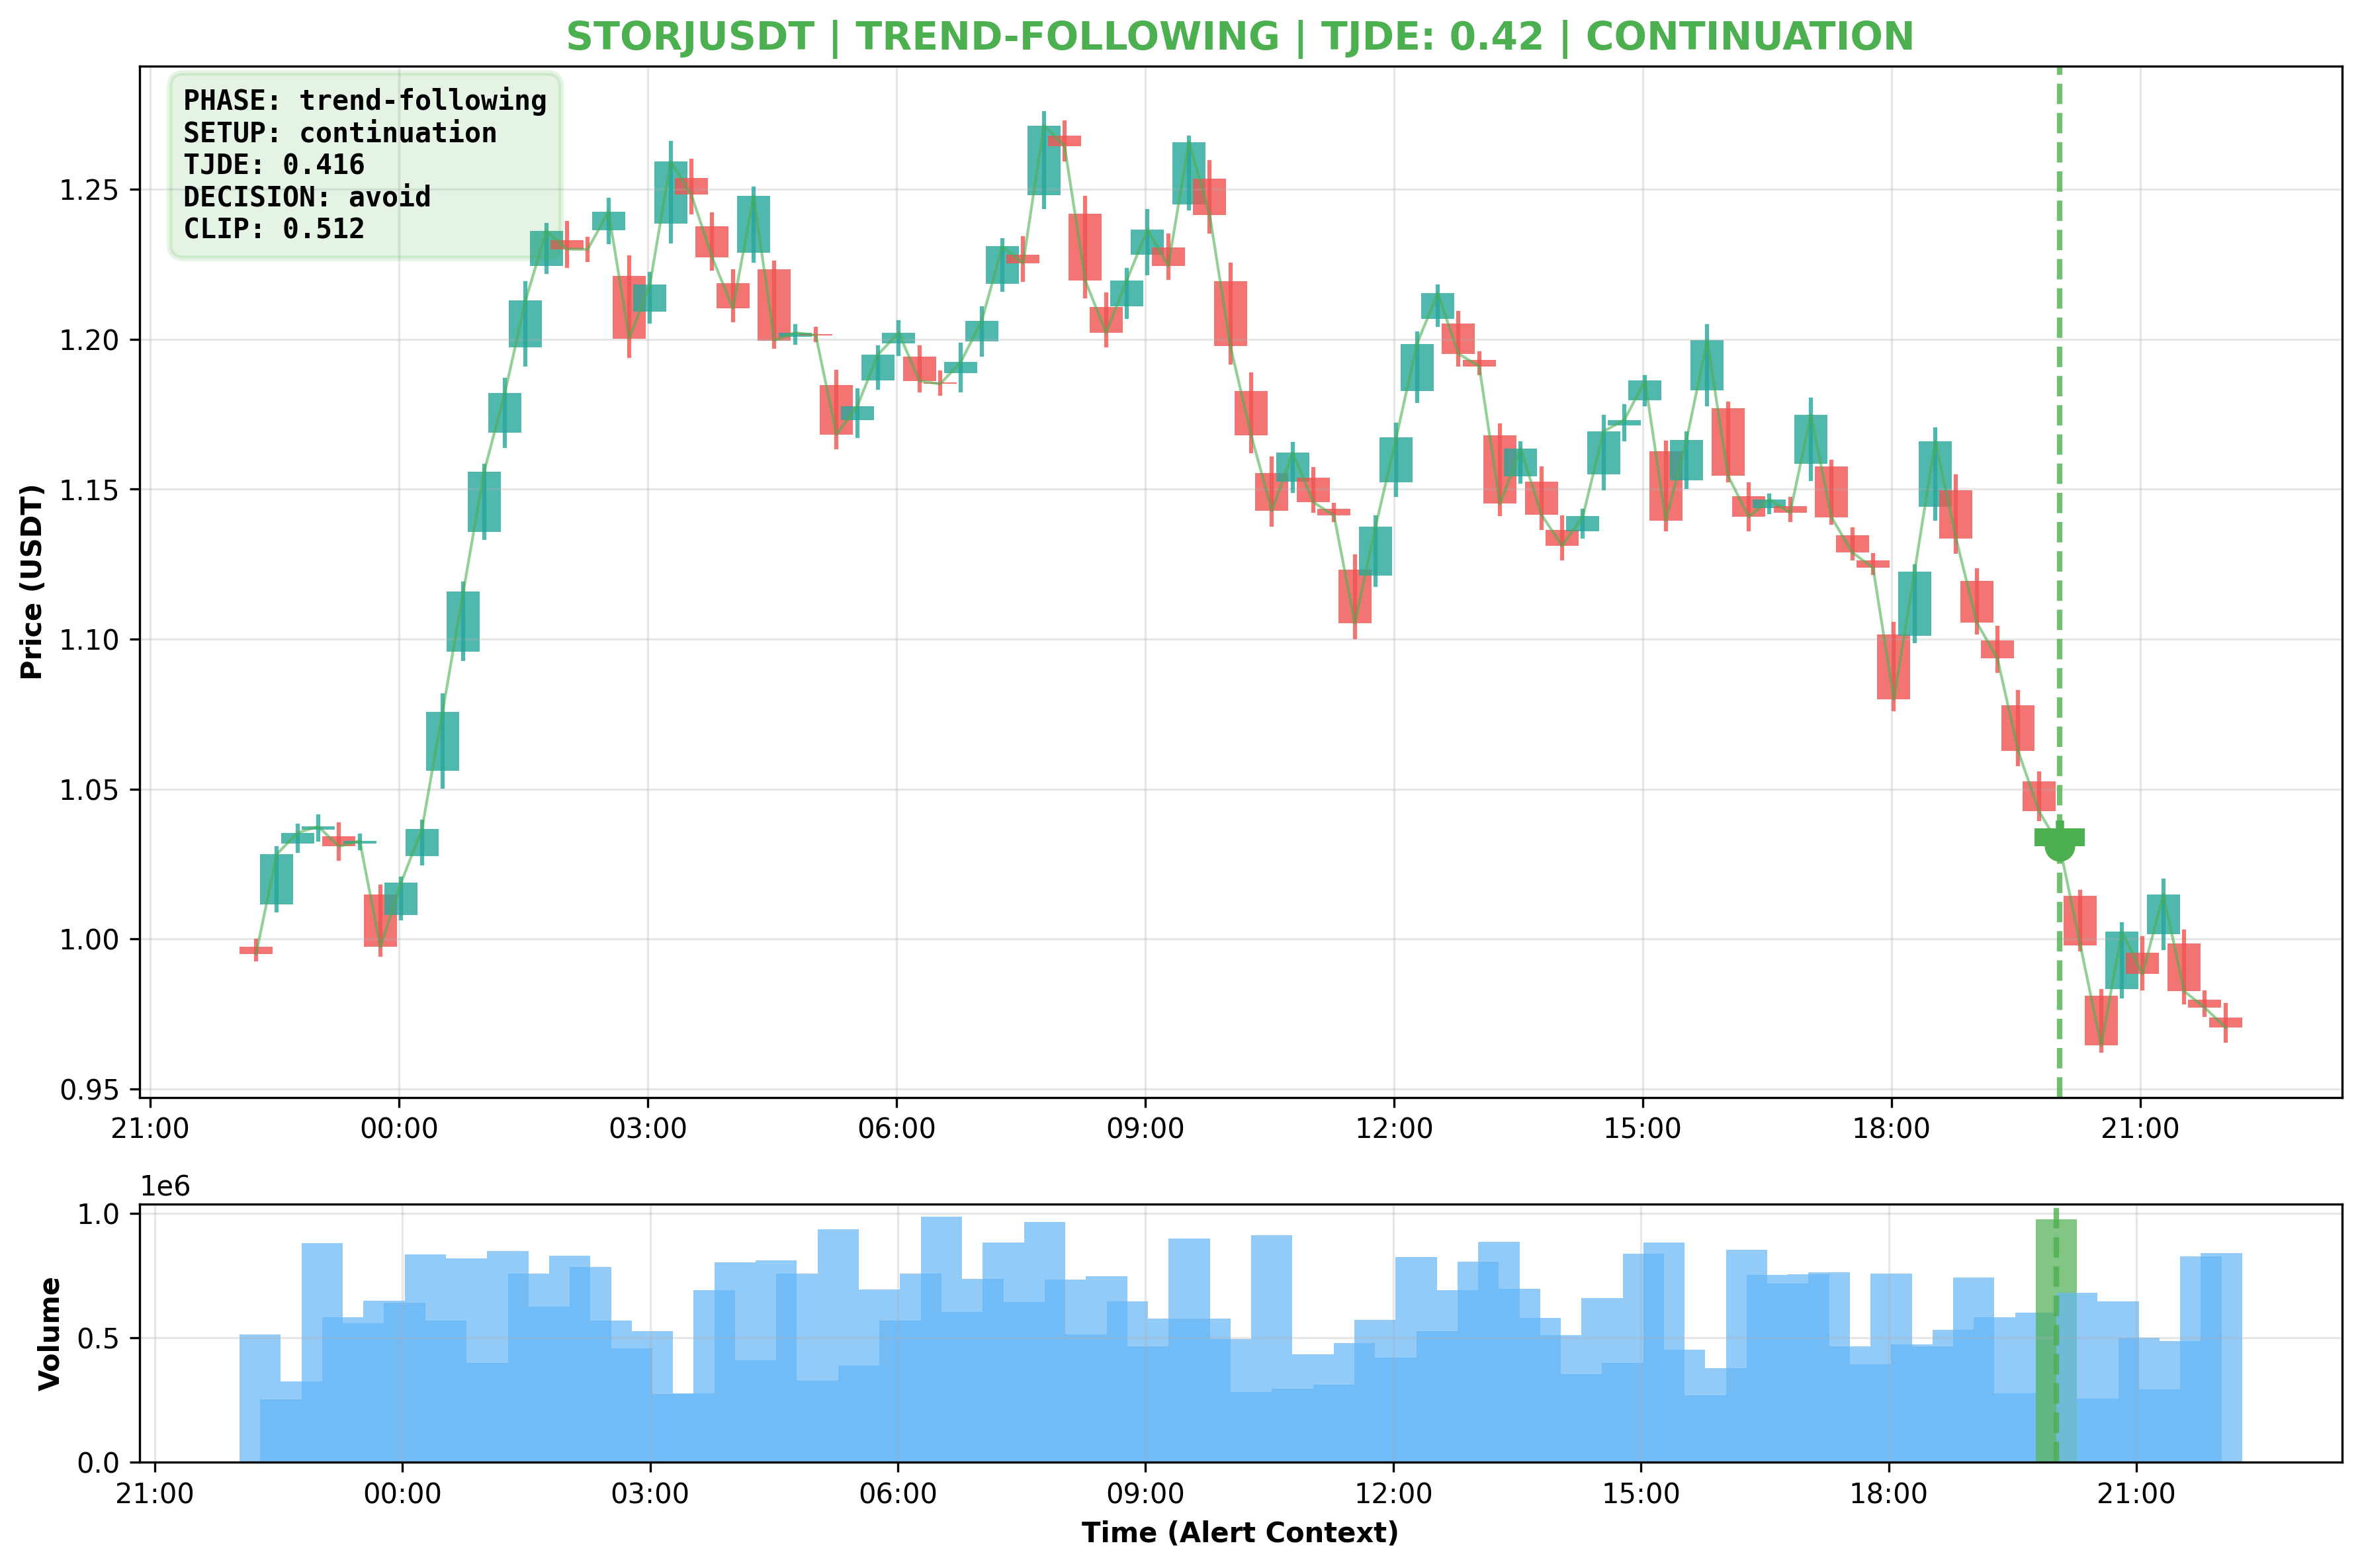 STORJUSDT | TREND-FOLLOWING | TJDE: 0.42 | CONTINUATION
PHASE: trend-following
SETUP: continuation
TJDE: 0.416
DECISION: avoid
CLIP: 0.512
Price (USDT)
1.25
1.20
1.15
1.10
1.05
1.00
0.95
21:00 00:00 03:00 06:00 09:00 12:00 15:00 18:00 21:00
1e6
Volume
1.0
0.5
0.0
21:00 00:00 03:00 06:00 09:00 12:00 15:00 18:00 21:00
Time (Alert Context)